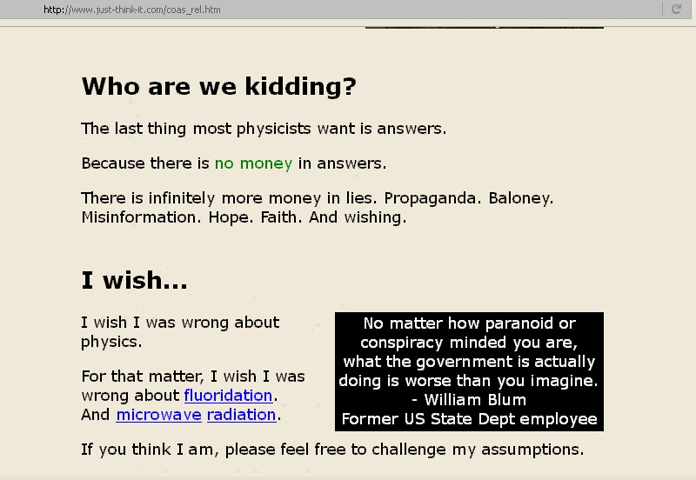 http://www.just-think-it.com/coas_rel.htm
Who are we kidding?
The last thing most physicists want is answers.
Because there is no money in answers.
There is infinitely more money in lies. Propaganda. Baloney.
Misinformation. Hope. Faith. And wishing.
I wish...
I wish I was wrong about
physics.
For that matter, I wish I was
wrong about fluoridation.
And microwave radiation.
No matter how paranoid or
conspiracy minded you are,
what the government is actually
doing is worse than you imagine.
- William Blum
Former US State Dept employee
If you think I am, please feel free to challenge my assumptions.